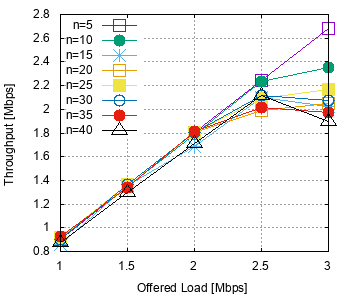 2.8
2.6
2.4
2.2
2
1.8
1.6
1.4
1.2
1
0.8
n=5
n=10
n=15
n=20
n=25
n=30
n=35
n=40
Throughput [Mbps]
1
1.5
2
2.5
3
Offered Load [Mbps]